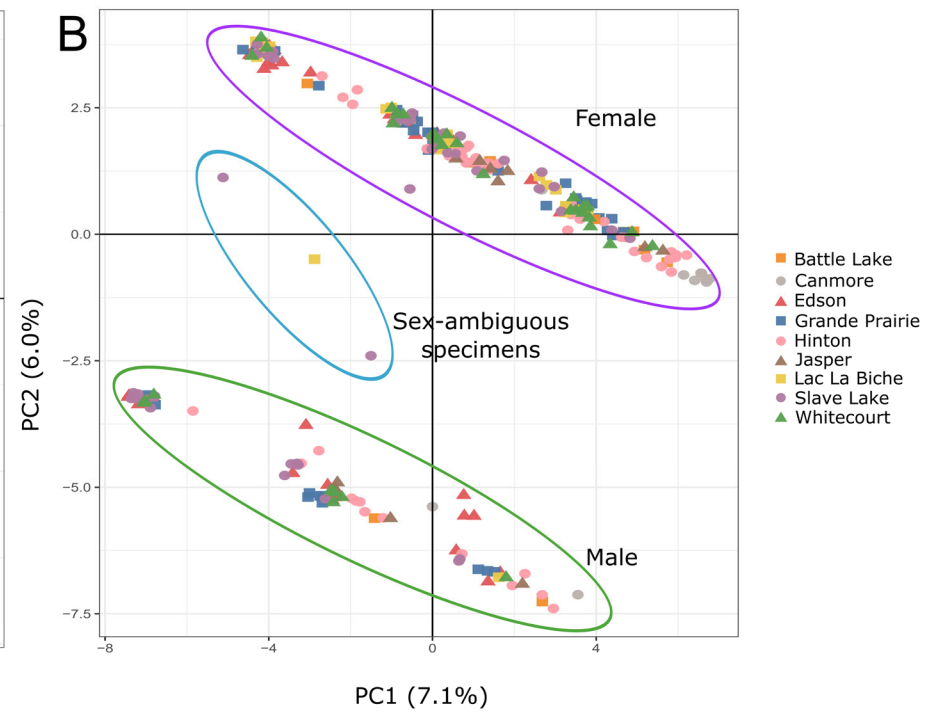 B
Female
Sex-ambiguous
specimens
Male
2.5
0.0
−2.5
−5.0
−7.5
−8
−4
0
4
PC2 (6.0%)
PC1 (7.1%)
Battle Lake
Canmore
Edson
Grande Prairie
Hinton
Jasper
Lac La Biche
Slave Lake
Whitecourt